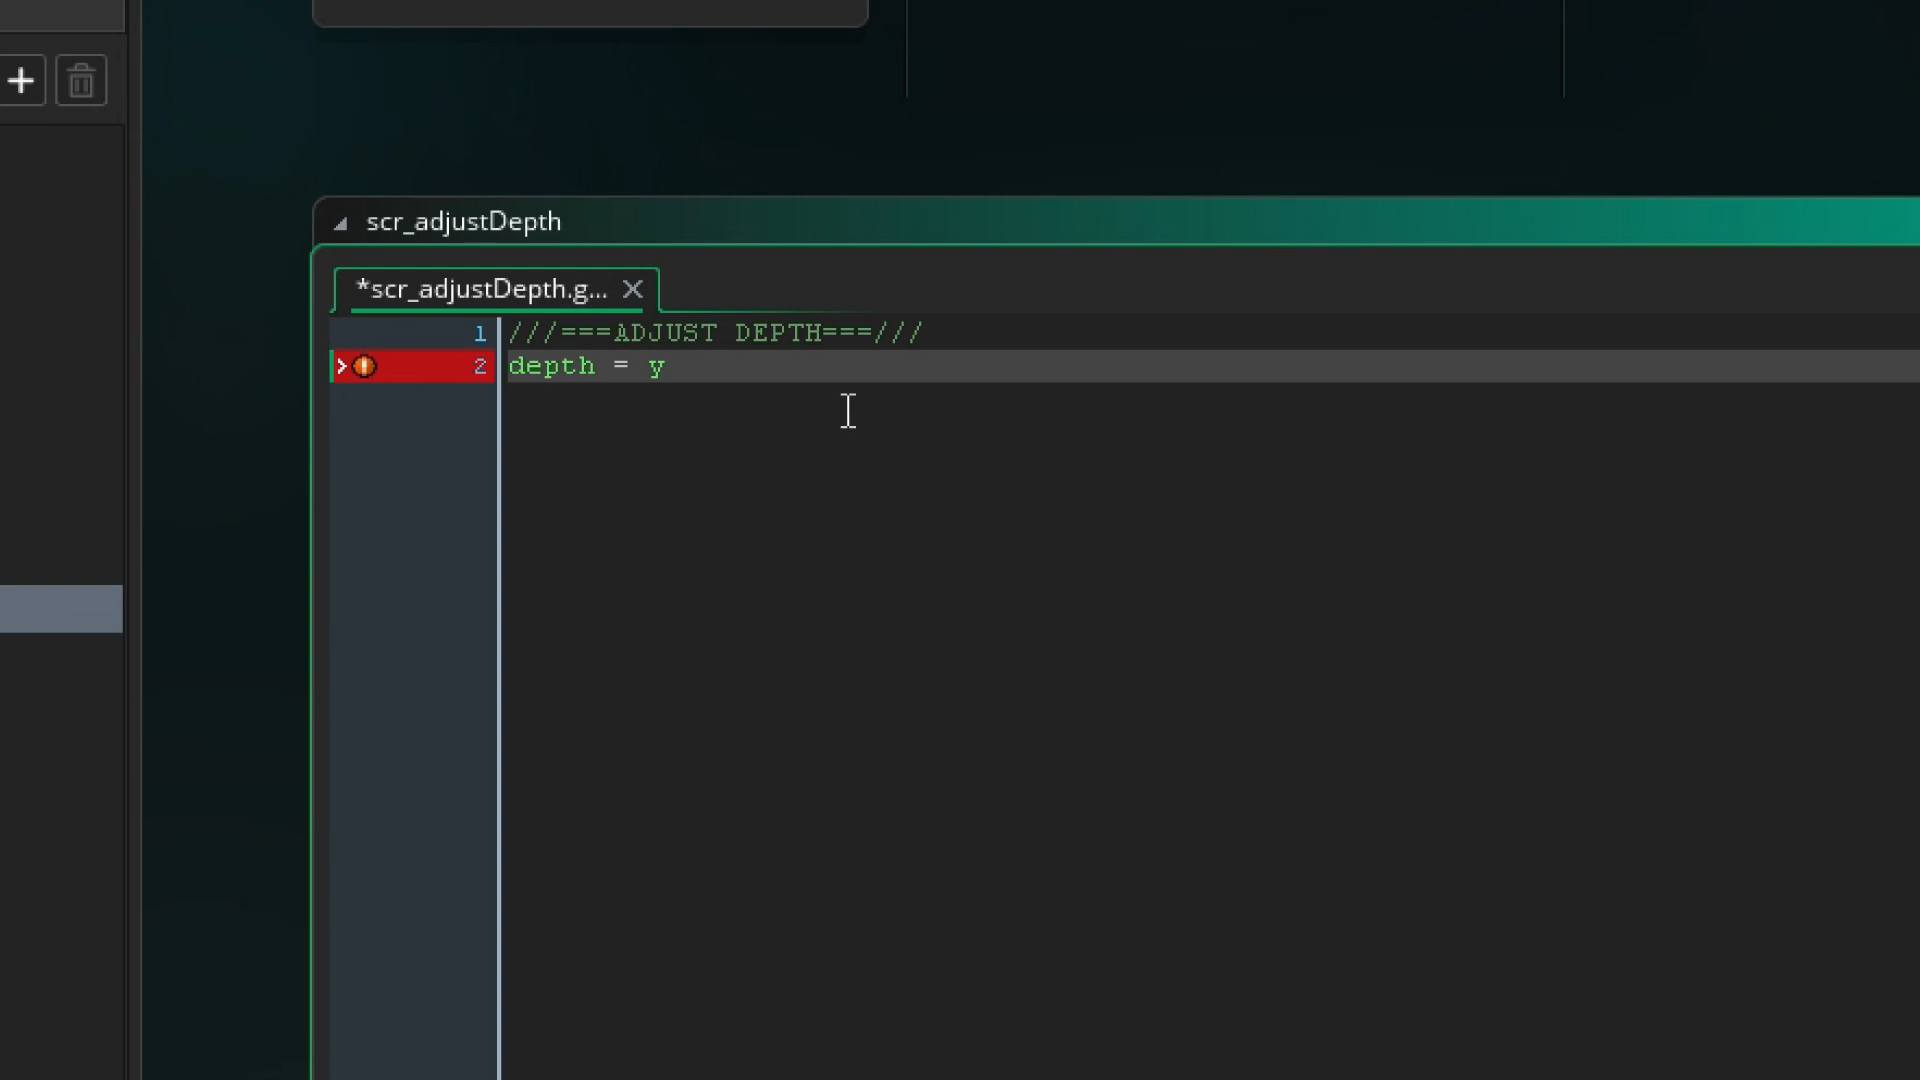 scr_adjustDepth
*scr_adjustDepth.g...
1 ///===ADJUST DEPTH===///
2 depth = y